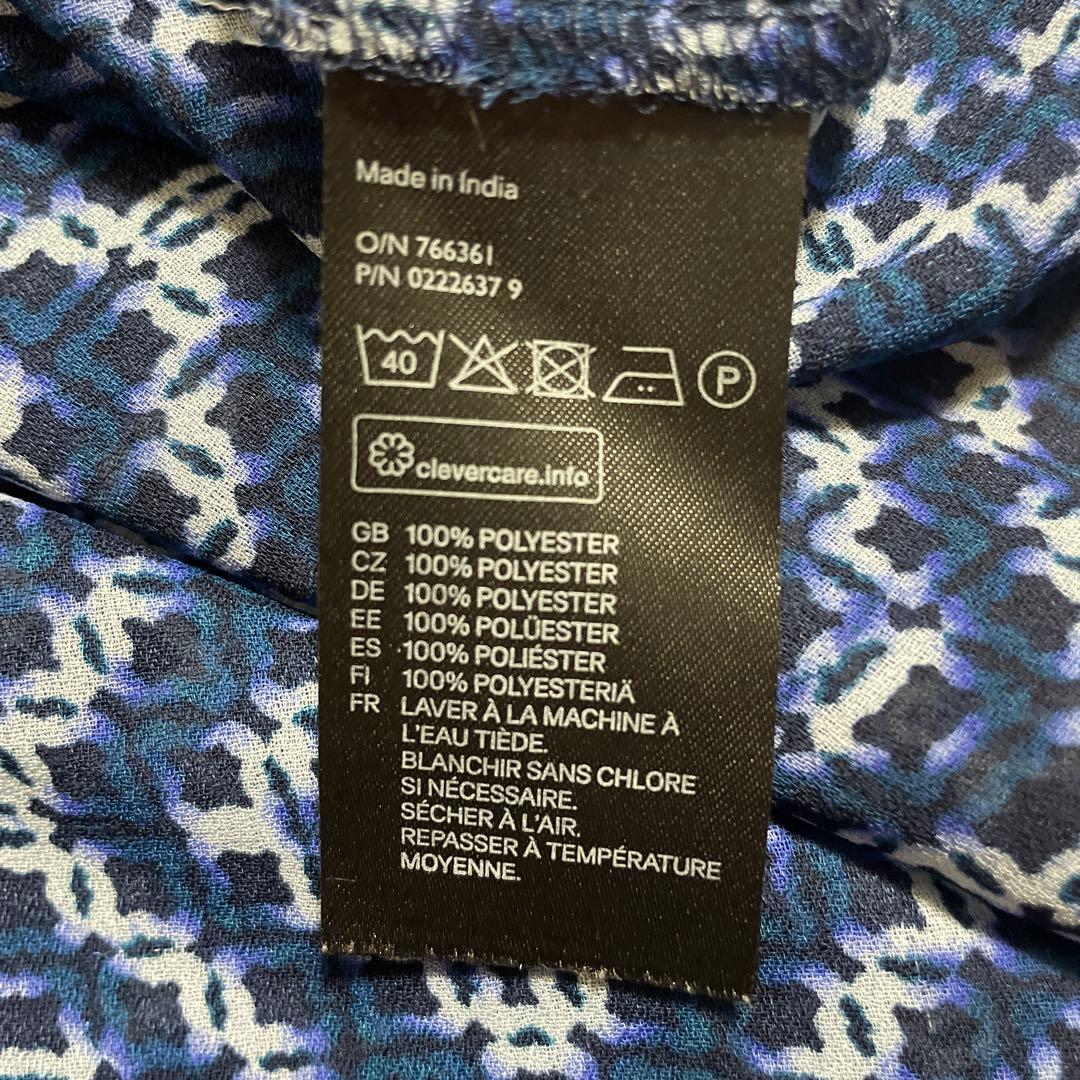 Made in India
O/N 766361
P/N 0222637 9
40 P
clevercare.info
GB 100% POLYESTER
CZ 100% POLYESTER
DE 100% POLYESTER
EE 100% POLÜESTER
ES 100% POLIÉSTER
FI 100% POLYESTERIÄ
FR LAVER À LA MACHINE À
L'EAU TIÈDE.
BLANCHIR SANS CHLORE
SI NÉCESSAIRE.
SÉCHER À L'AIR.
REPASSER À TEMPÉRATURE
MOYENNE.